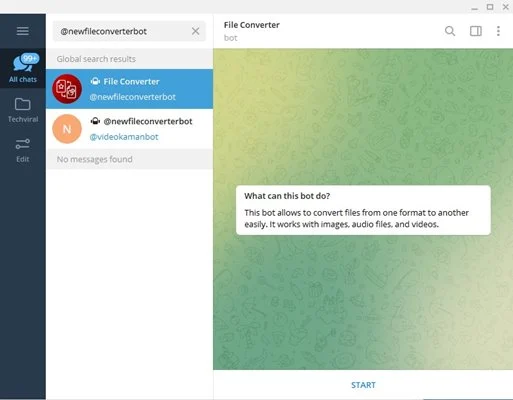 @newfileconverterbot
File Converter
bot
99+
All chats
Techviral
Edit
Global search results
File Converter
@newfileconverterbot
N
@newfileconverterbot
@videokamanbot
No messages found
What can this bot do?
This bot allows to convert files from one format to another
easily. It works with images, audio files, and videos.
START